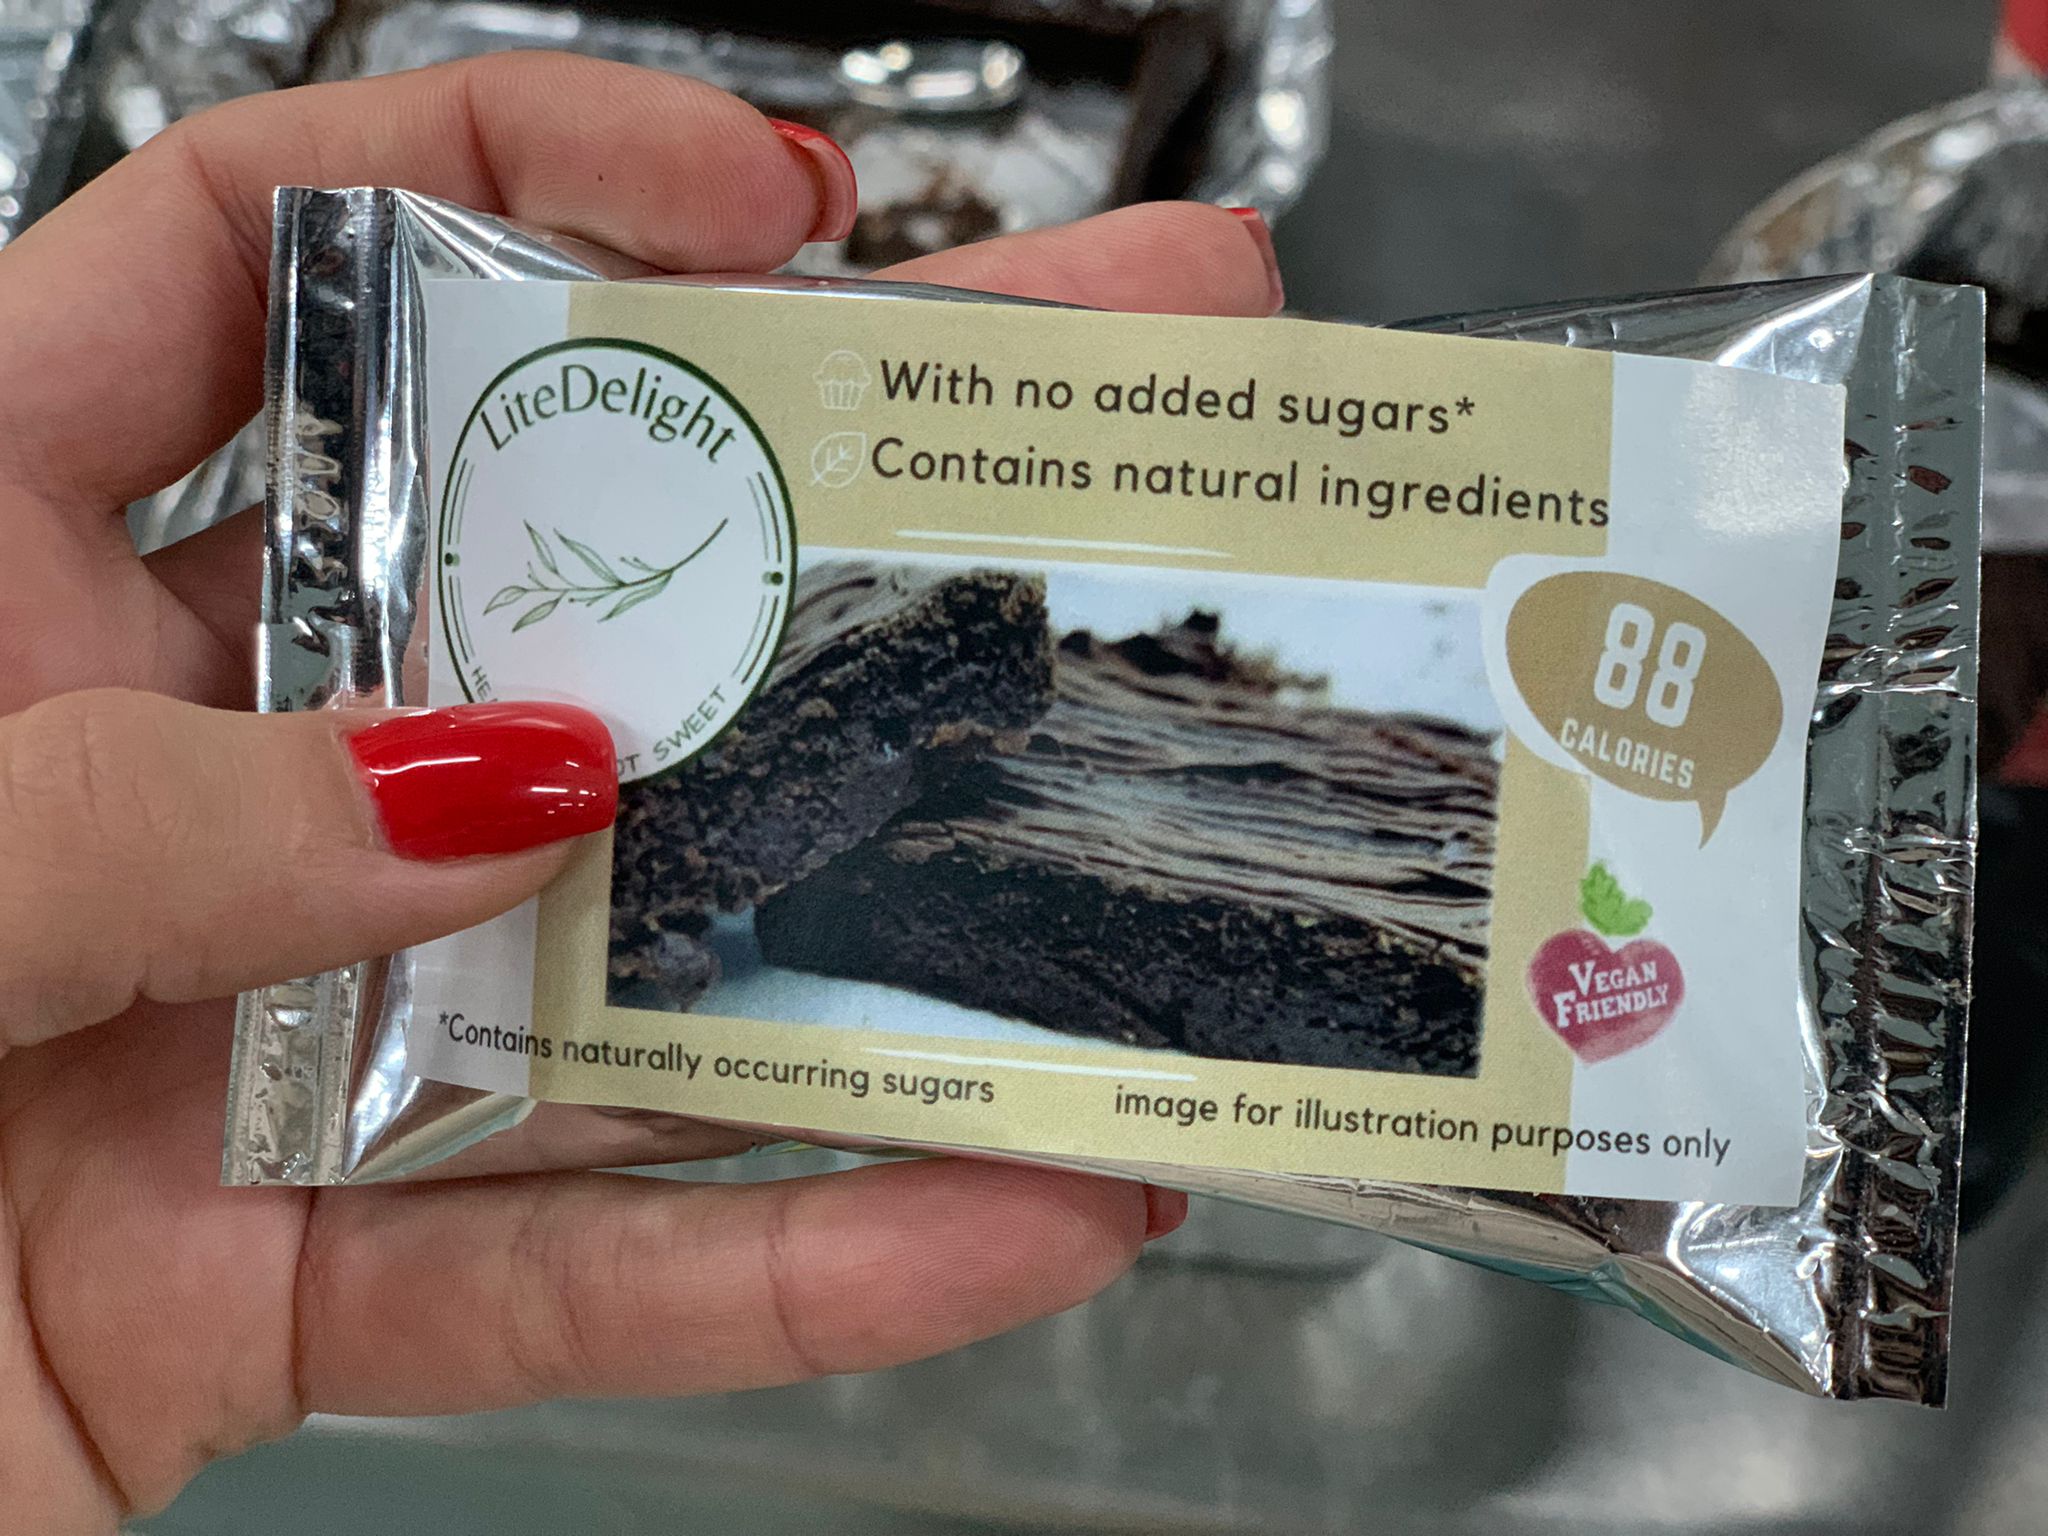 LiteDelight
SWEET
With no added sugars*
Contains natural ingredients
88
CALORIES
VEGAN
FRIENDLY
*Contains naturally occurring sugars
image for illustration purposes only